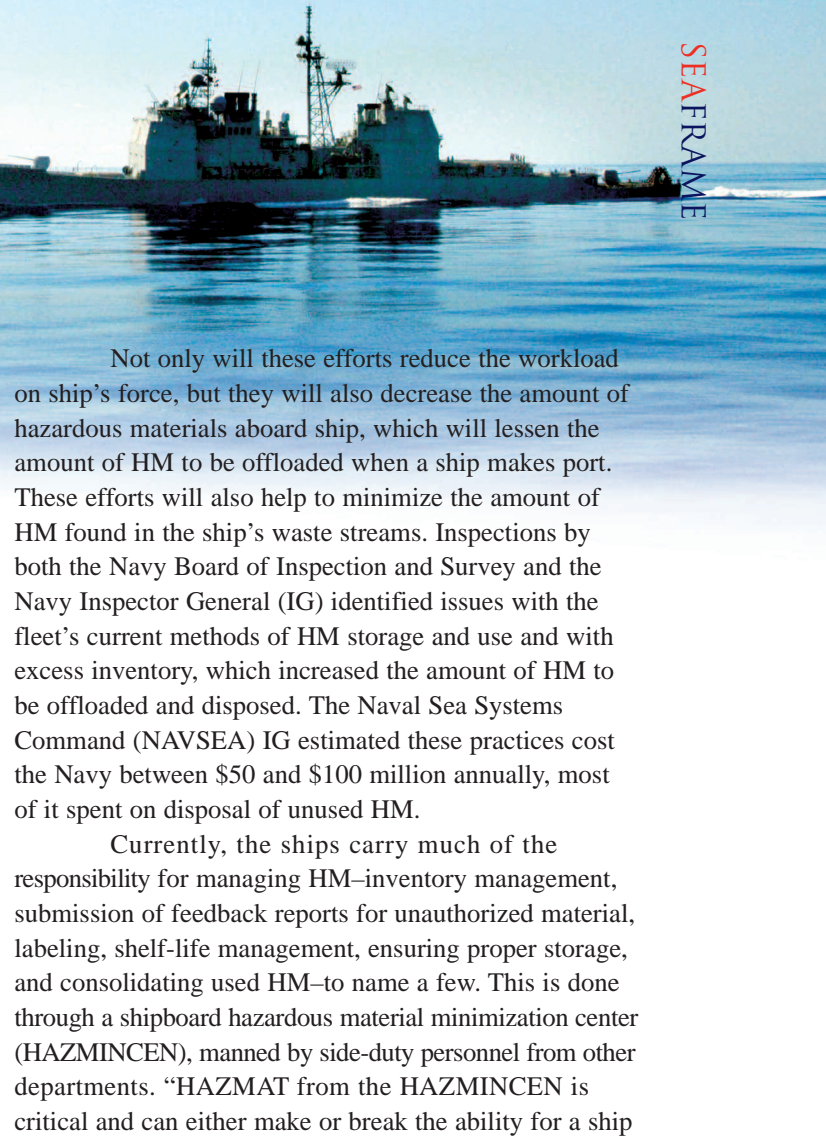 SEAFRAME
Not only will these efforts reduce the workload
on ship's force, but they will also decrease the amount of
hazardous materials aboard ship, which will lessen the
amount of HM to be offloaded when a ship makes port.
These efforts will also help to minimize the amount of
HM found in the ship's waste streams. Inspections by
both the Navy Board of Inspection and Survey and the
Navy Inspector General (IG) identified issues with the
fleet's current methods of HM storage and use and with
excess inventory, which increased the amount of HM to
be offloaded and disposed. The Naval Sea Systems
Command (NAVSEA) IG estimated these practices cost
the Navy between $50 and $100 million annually, most
of it spent on disposal of unused HM.
Currently, the ships carry much of the
responsibility for managing HM–inventory management,
submission of feedback reports for unauthorized material,
labeling, shelf-life management, ensuring proper storage,
and consolidating used HM–to name a few. This is done
through a shipboard hazardous material minimization center
(HAZMINCEN), manned by side-duty personnel from other
departments. “HAZMAT from the HAZMINCEN is
critical and can either make or break the ability for a ship